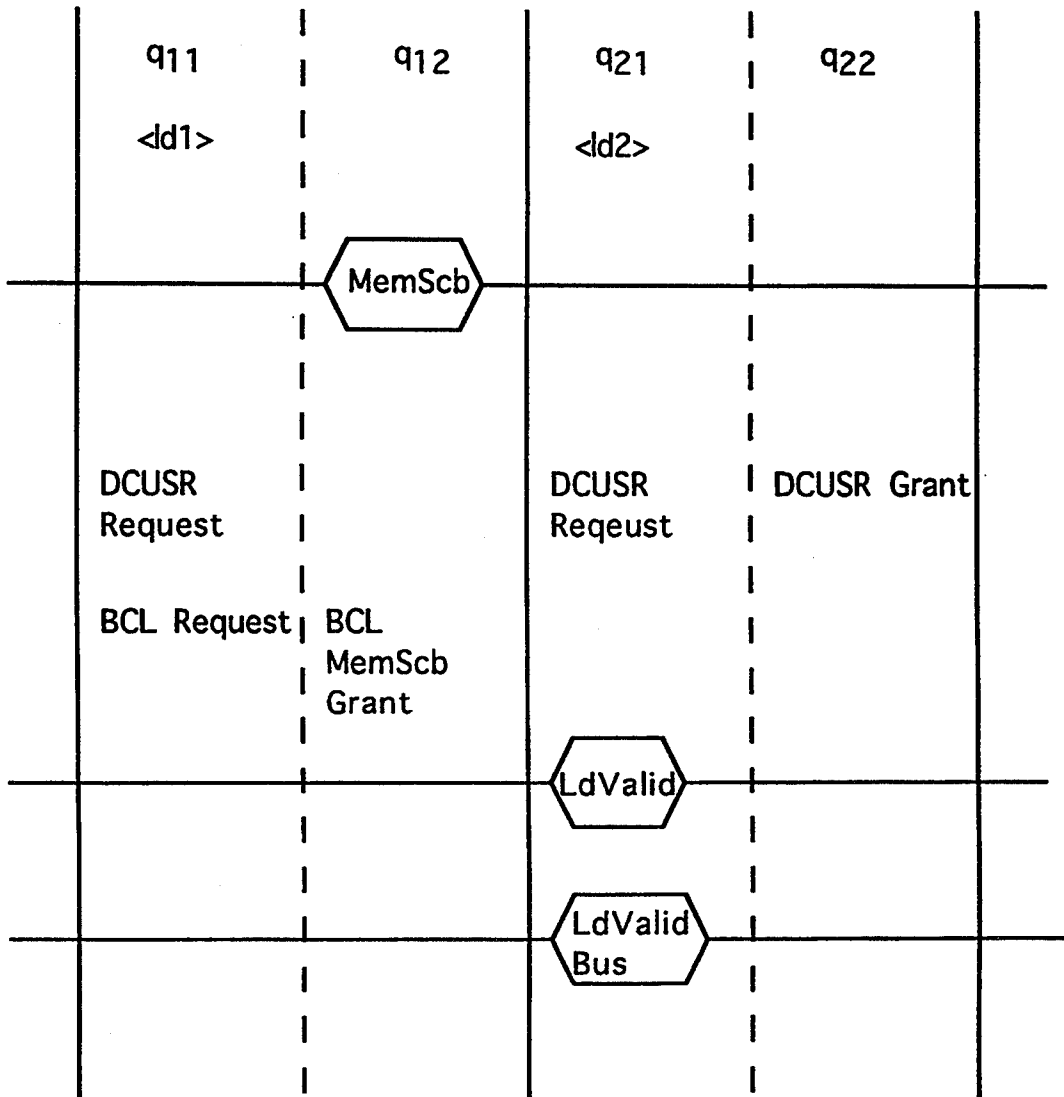 q11 q12 q21 q22
<ld1> <ld2>
MemScb
DCUSR Request
DCUSR Reqeust
DCUSR Grant
BCL Request
BCL MemScb Grant
LdValid
LdValid Bus